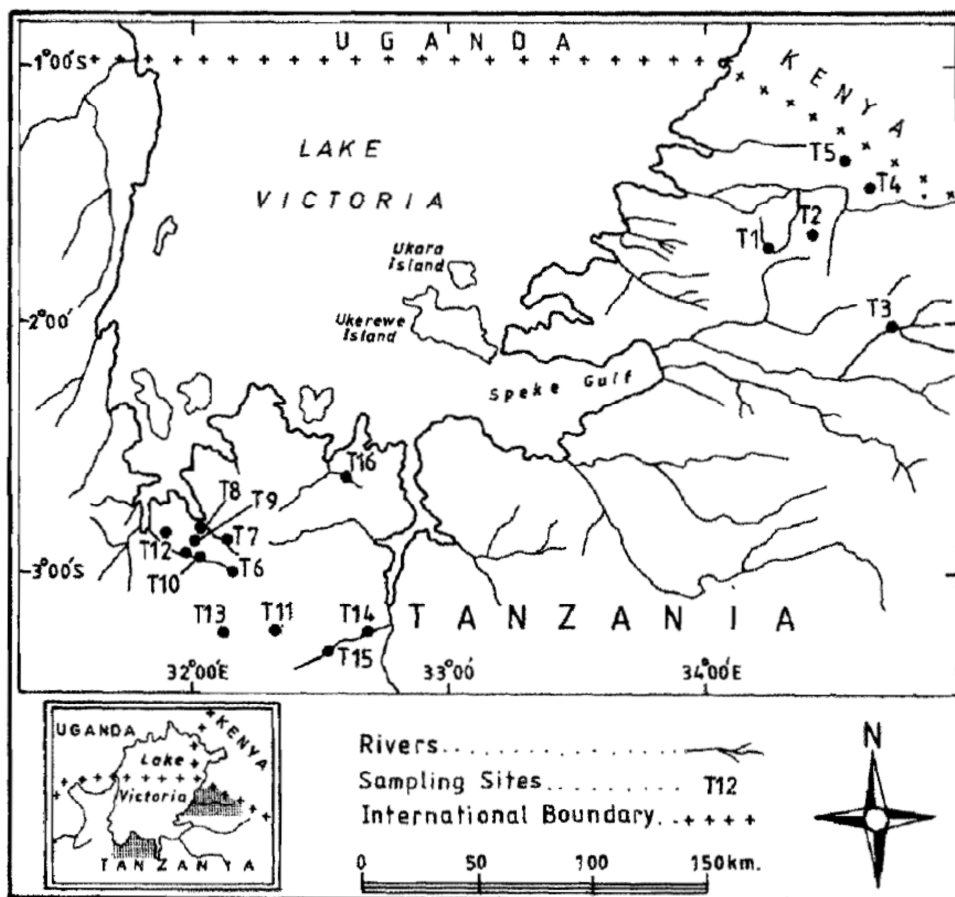 UGANDA
1°00'S
KENYA
LAKE
VICTORIA
T5
T4
T2
T1
Ukara
Island
T3
2°00'
Ukerewe
Island
Speke Gulf
T16
T8
T9
T12
T7
T10
T6
3°00'S
T13
T11
T14
TANZANIA
T15
32°00'E
33°00
34°00'E
UGANDA
KENYA
Lake
Victoria
TANZANYA
Rivers
Sampling Sites T12
International Boundary
0 50 100 150km.
N